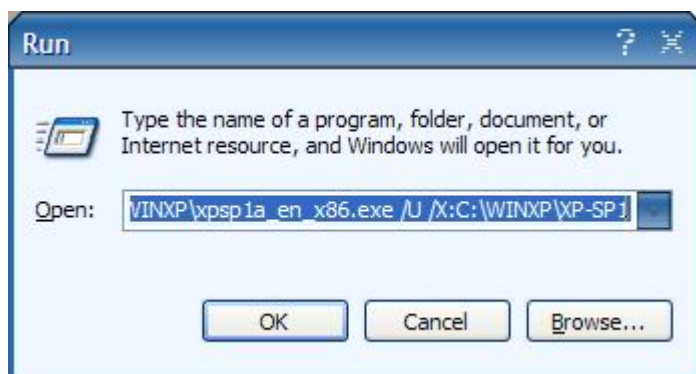 Run
Type the name of a program, folder, document, or
Internet resource, and Windows will open it for you.
Open:
\xpsp1a_en_x86.exe /U /X:C:\WINXP\XP-SP1
OK
Cancel
Browse...